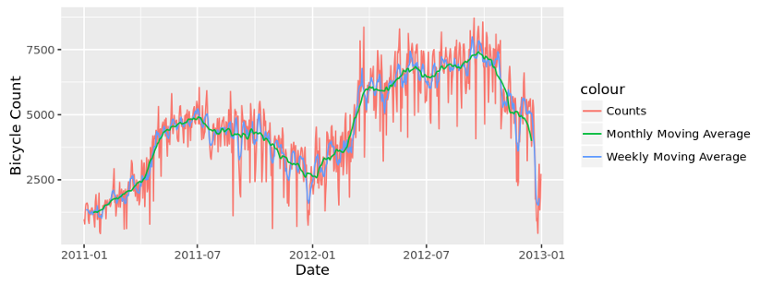 7500
5000
2500
Bicycle Count
2011-01
2011-07
2012-01
2012-07
2013-01
Date
colour
Counts
Monthly Moving Average
Weekly Moving Average